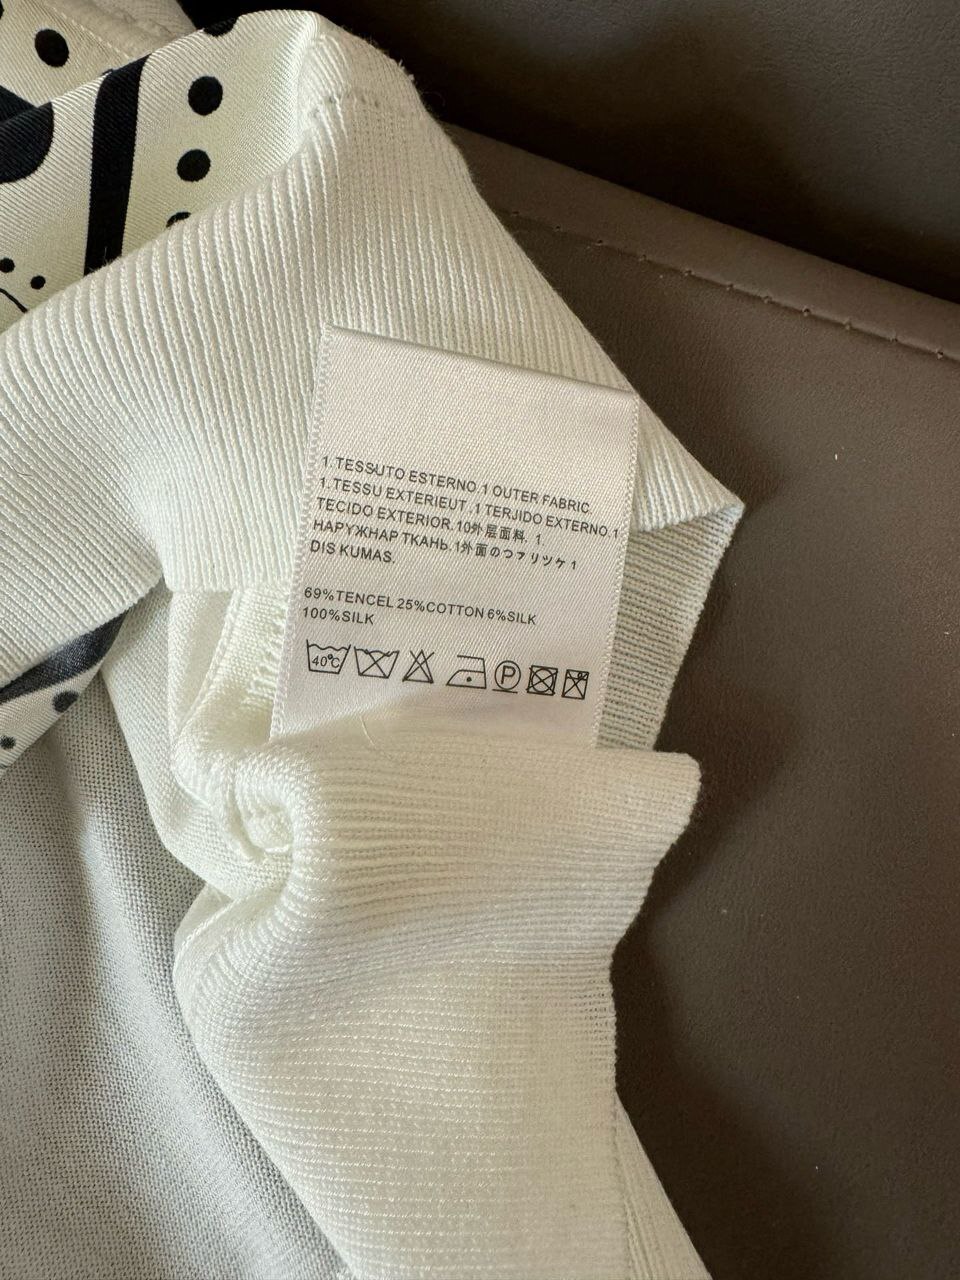 1. TESSUTO ESTERNO.1 OUTER FABRIC
1. TESSU EXTERIEUT .1 TERJIDO EXTERNO.1
TECIDO EXTERIOR. 10外层面料. 1.
НАРУЖНАР ТКАНЬ. 1外面のつァリツケ 1
DIS KUMAS.
69%TENCEL 25%COTTON 6%SILK
100%SILK
40℃ P